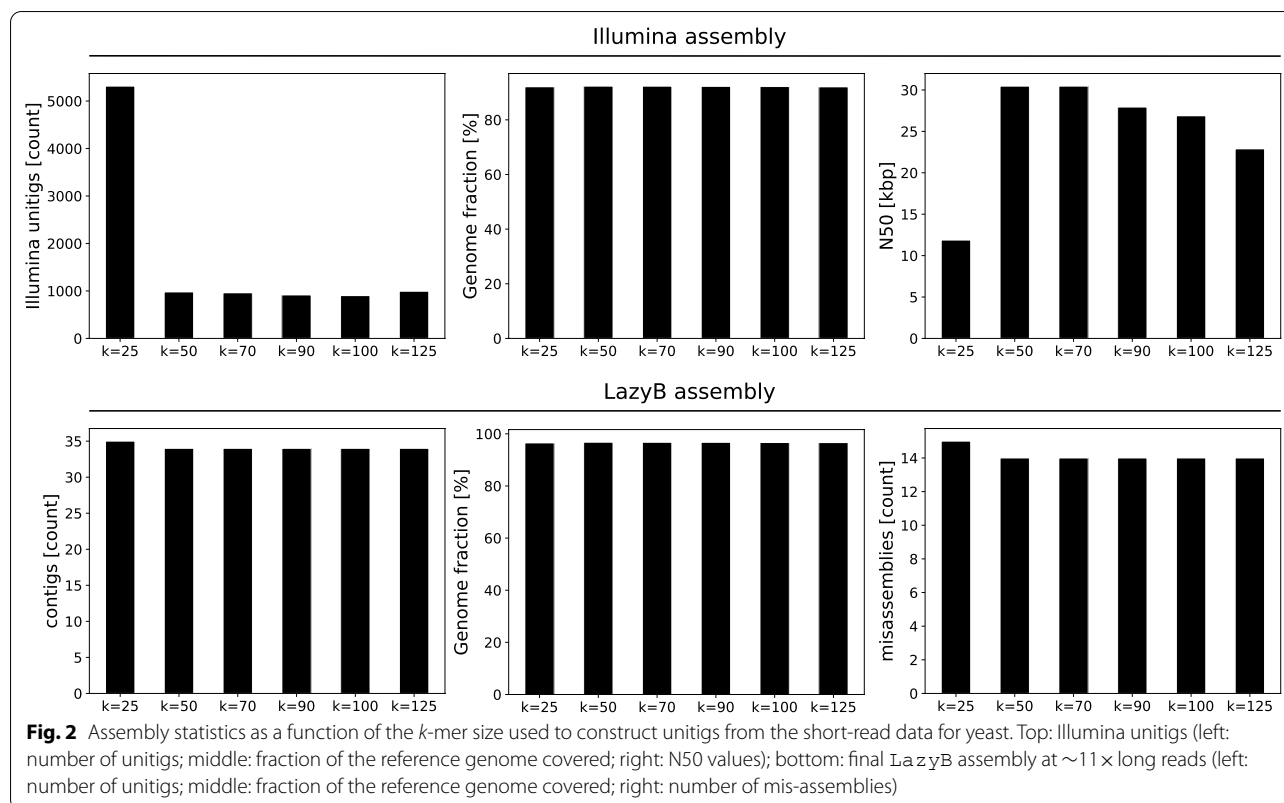 Illumina assembly
Illumina unitigs [count]
5000
4000
3000
2000
1000
0
k=25 k=50 k=70 k=90 k=100 k=125
Genome fraction [%]
80
60
40
20
0
k=25 k=50 k=70 k=90 k=100 k=125
N50 [kbp]
30
25
20
15
10
5
0
k=25 k=50 k=70 k=90 k=100 k=125
LazyB assembly
contigs [count]
35
30
25
20
15
10
5
0
k=25 k=50 k=70 k=90 k=100 k=125
Genome fraction [%]
100
80
60
40
20
0
k=25 k=50 k=70 k=90 k=100 k=125
misassemblies [count]
14
12
10
8
6
4
2
0
k=25 k=50 k=70 k=90 k=100 k=125
Fig. 2 Assembly statistics as a function of the k-mer size used to construct unitigs from the short-read data for yeast. Top: Illumina unitigs (left:
number of unitigs; middle: fraction of the reference genome covered; right: N50 values); bottom: final LazyB assembly at ∼11× long reads (left:
number of unitigs; middle: fraction of the reference genome covered; right: number of mis-assemblies)